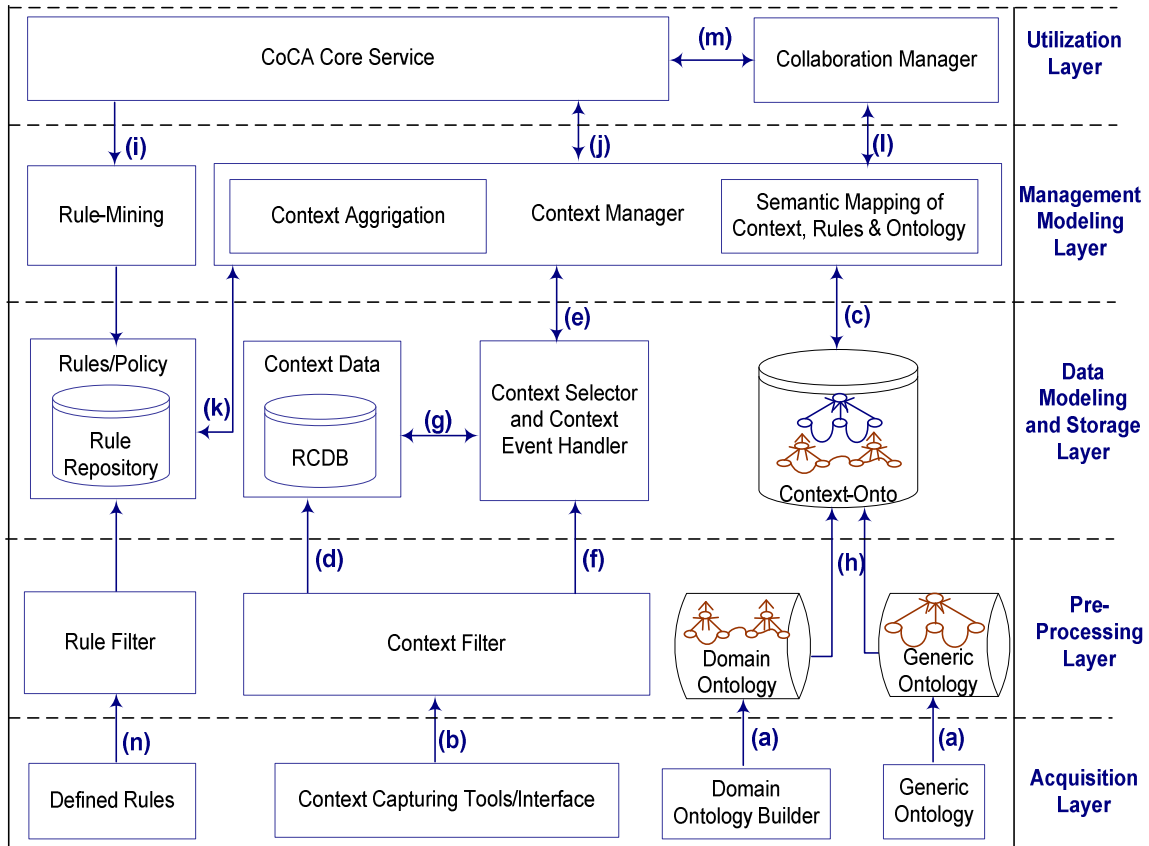 CoCA Core Service
(m)
Collaboration Manager
Utilization
Layer
(i)
(j)
(l)
Rule-Mining
Context Aggrigation
Context Manager
Semantic Mapping of
Context, Rules & Ontology
Management
Modeling
Layer
(e)
(c)
Rules/Policy
Rule
Repository
(k)
Context Data
RCDB
(g)
Context Selector
and Context
Event Handler
Context-Onto
Data
Modeling
and Storage
Layer
(d)
(f)
(h)
Rule Filter
Context Filter
Domain
Ontology
Generic
Ontology
Pre-
Processing
Layer
(n)
(b)
(a)
(a)
Defined Rules
Context Capturing Tools/Interface
Domain
Ontology Builder
Generic
Ontology
Acquisition
Layer